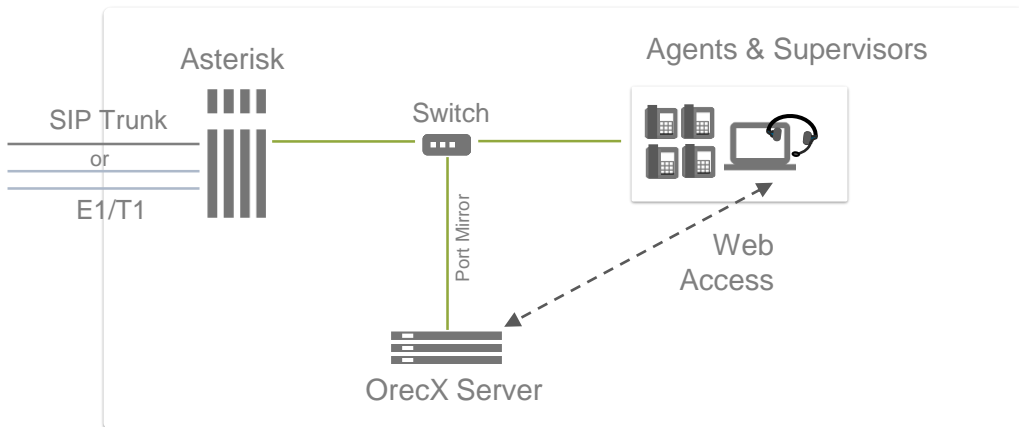 Agents & Supervisors
Asterisk
Switch
SIP Trunk
or
E1/T1
Port Mirror
Web
Access
OrecX Server